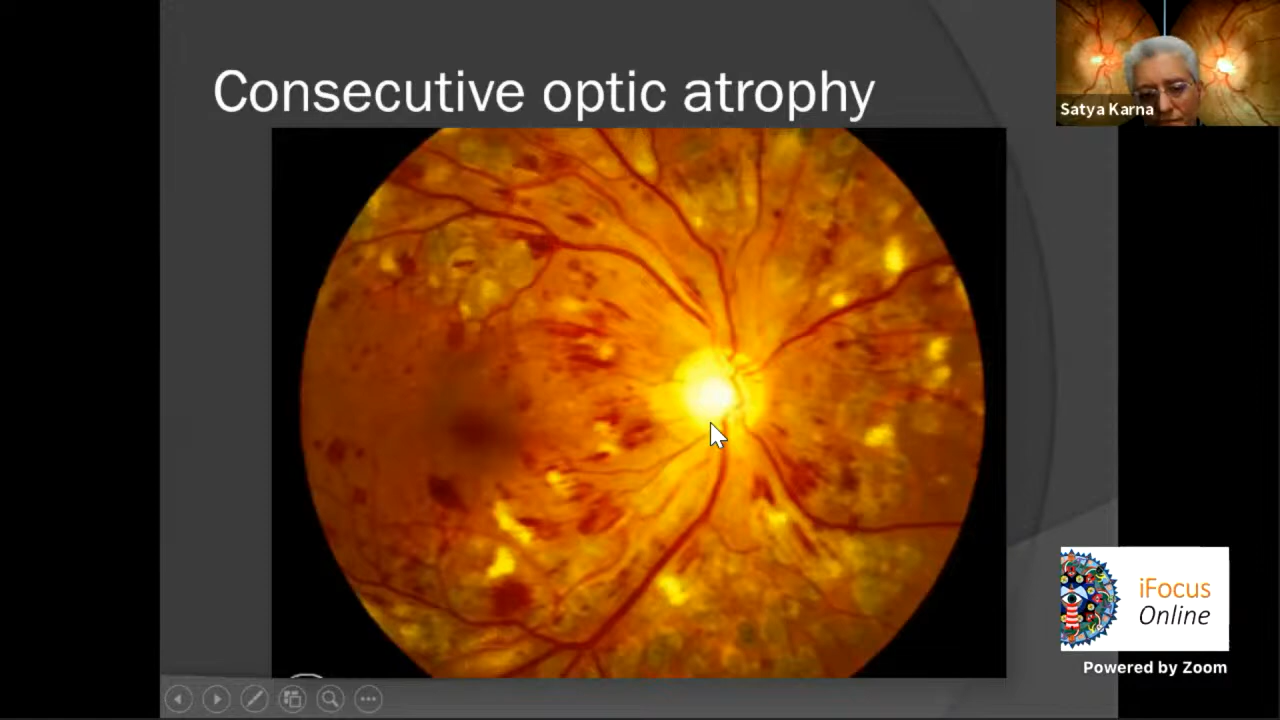 Consecutive optic atrophy
Satya Karna
iFocus
Online
Powered by Zoom